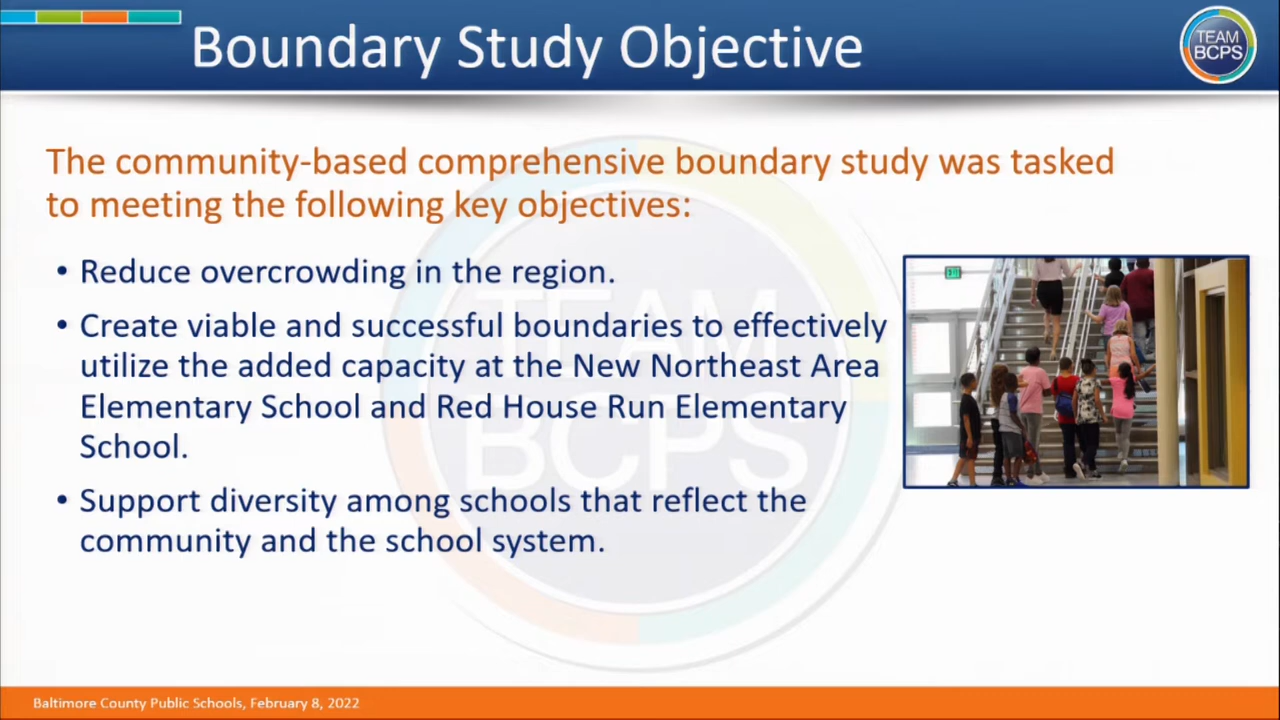 Boundary Study Objective
TEAM
BCPS
The community-based comprehensive boundary study was tasked
to meeting the following key objectives:
• Reduce overcrowding in the region.
• Create viable and successful boundaries to effectively
utilize the added capacity at the New Northeast Area
Elementary School and Red House Run Elementary
School.
• Support diversity among schools that reflect the
community and the school system.
TEAM
BCPS
Baltimore County Public Schools, February 8, 2022